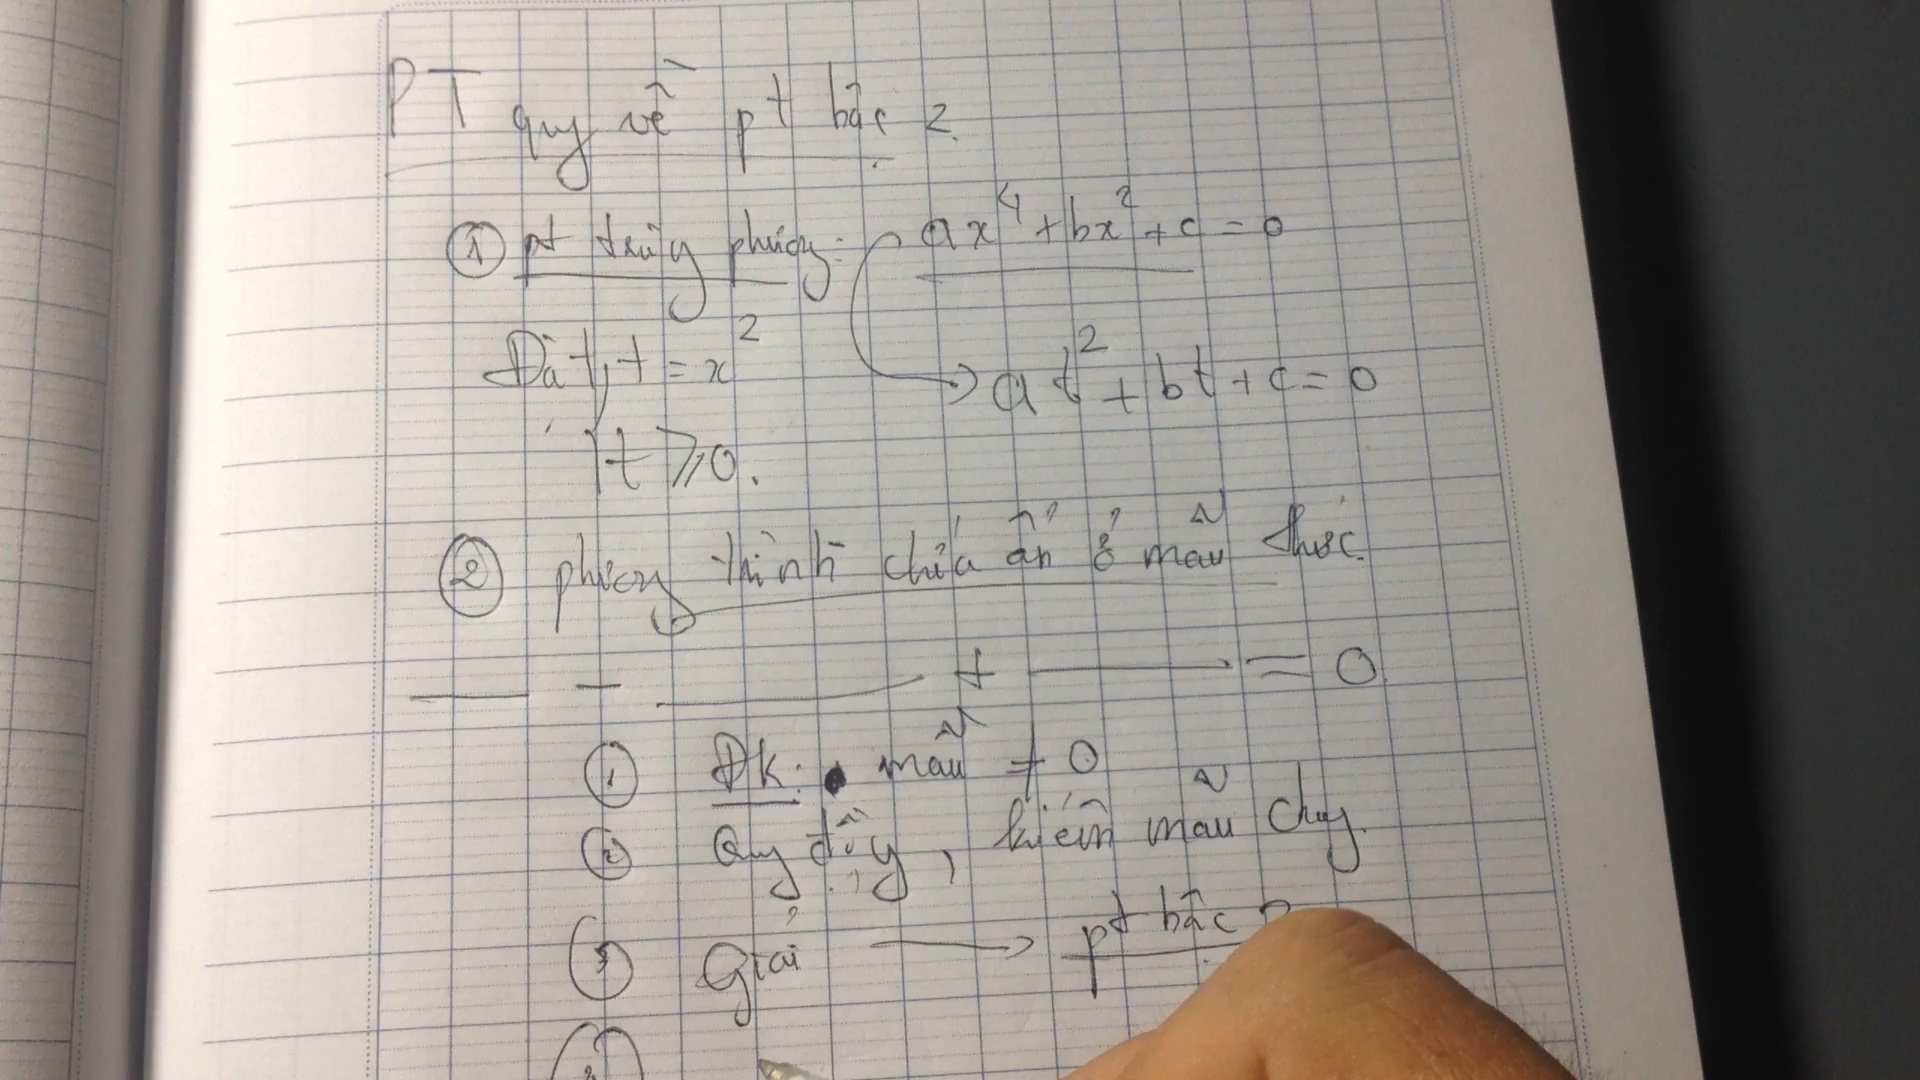 PT quy về pt bậc 2.
① pt trùng phương: ax⁴ + bx² + c = 0
Đặt t = x²
at² + bt + c = 0
t ⩾ 0.
② phương trình chứa ẩn ở mẫu thức.
— + — = 0
① ĐK: mẫu ≠ 0
② Quy đồng, khiến mẫu chung.
③ Giải → pt bậc